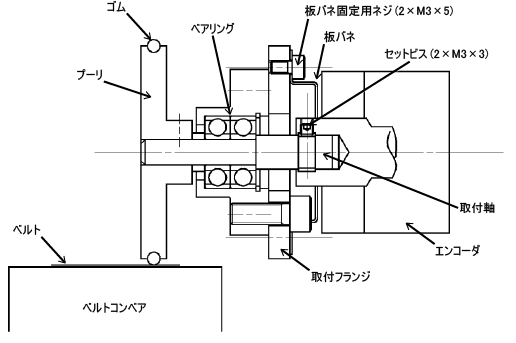 ゴム
板バネ固定用ネジ(2×M3×5)
ベアリング
板バネ
セットビス(2×M3×3)
プーリ
取付軸
ベルト
エンコーダ
取付フランジ
ベルトコンベア